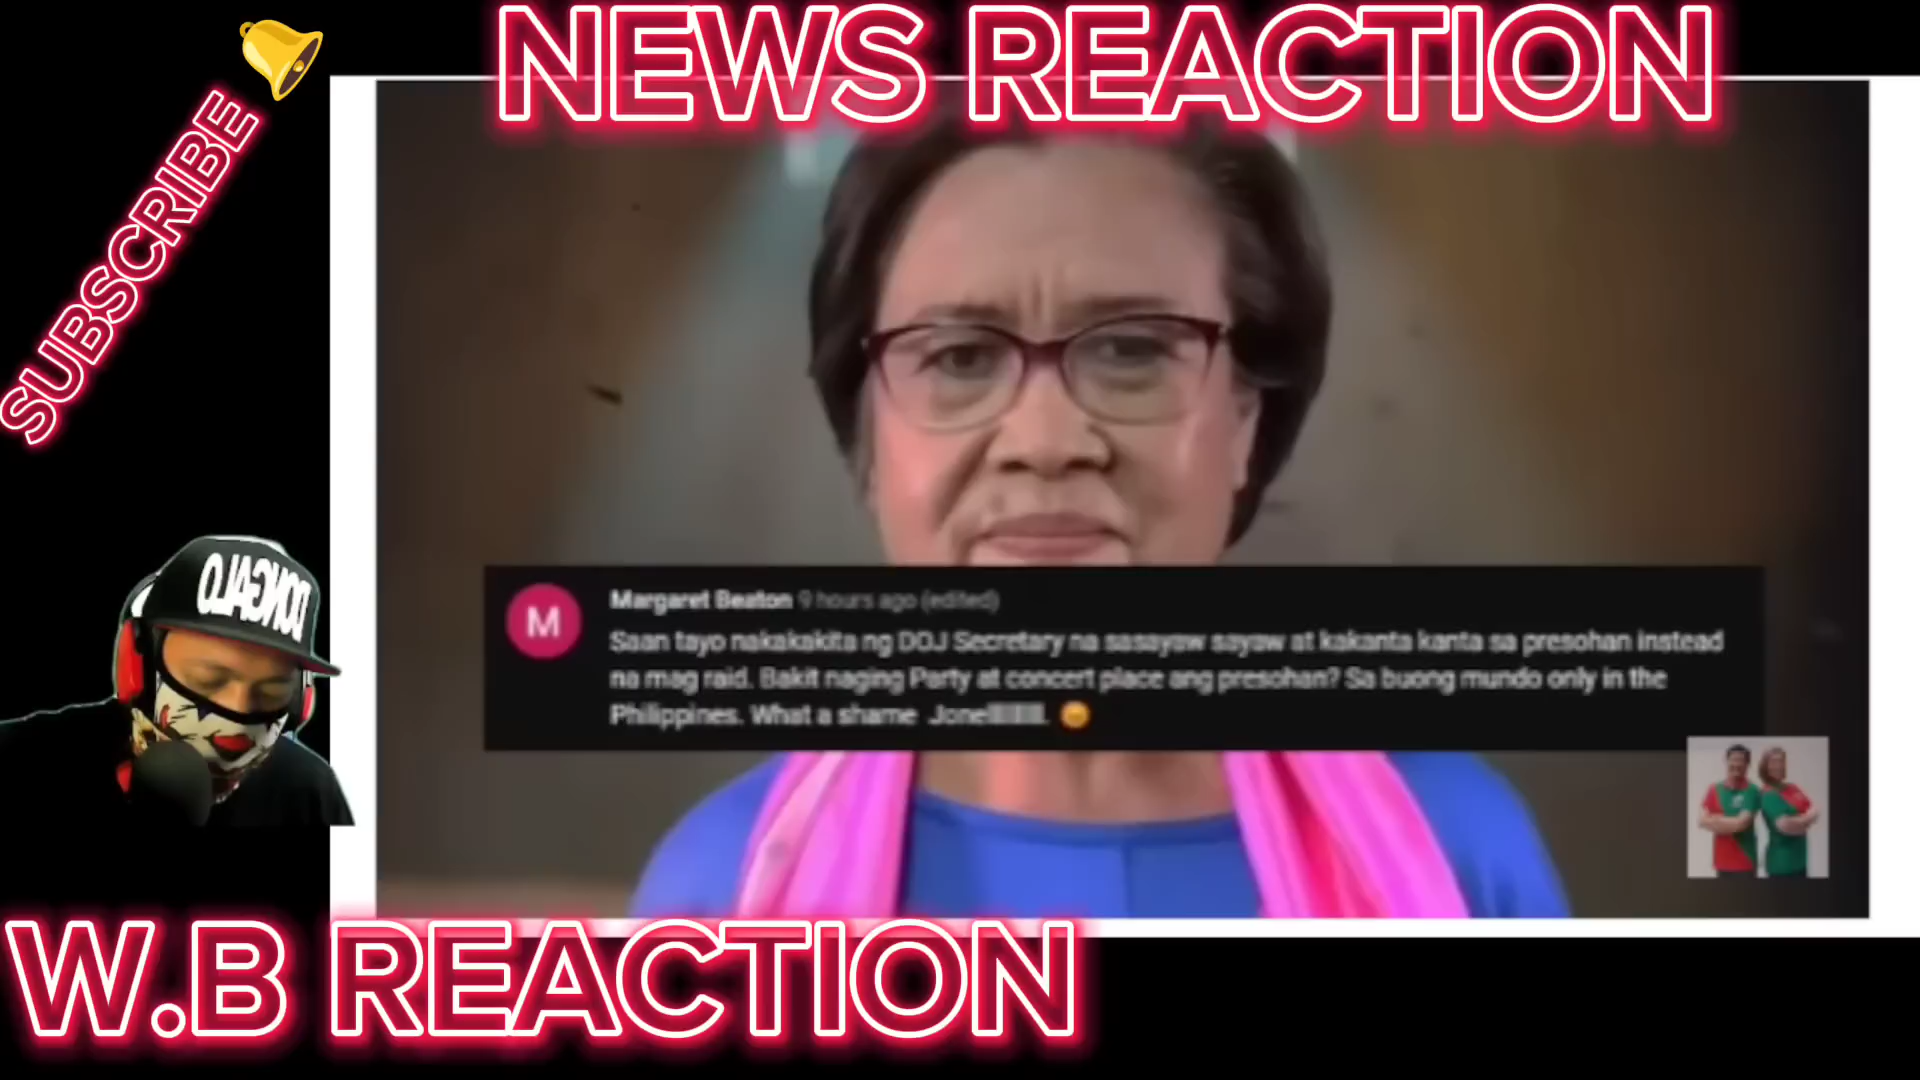 NEWS REACTION
SUBSCRIBE
DONGALO
M
Margaret Beaton 9 hours ago (edited)
Saan tayo nakakakita ng DOJ Secretary na sasayaw sayaw at kakanta kanta sa presohan instead
na mag raid. Bakit naging Party at concert place ang presohan? Sa buong mundo only in the
Philippines. What a shame
W.B REACTION